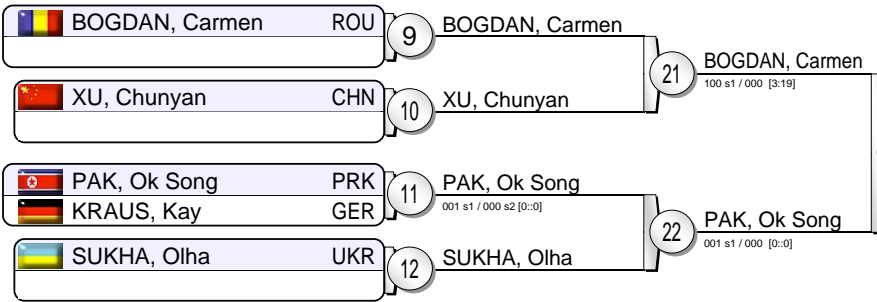 BOGDAN, Carmen ROU
9
BOGDAN, Carmen
XU, Chunyan CHN
10
XU, Chunyan
21
BOGDAN, Carmen
100 s1 / 000 [3:19]
PAK, Ok Song PRK
KRAUS, Kay GER
11
PAK, Ok Song
001 s1 / 000 s2 [0::0]
SUKHA, Olha UKR
12
SUKHA, Olha
22
PAK, Ok Song
001 s1 / 000 [0::0]